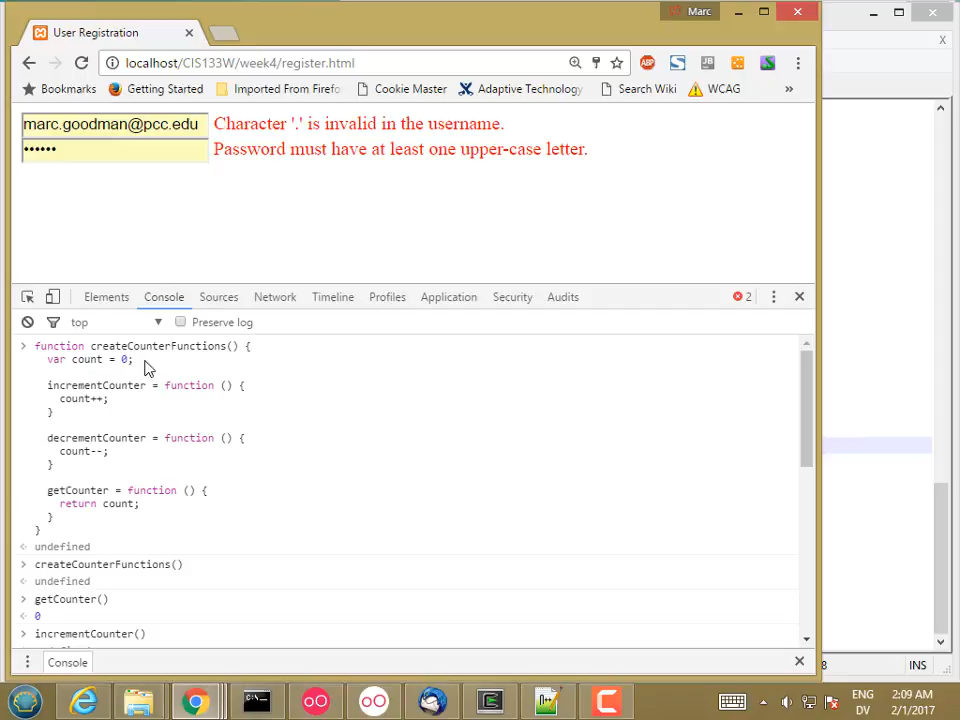 Marc
User Registration
localhost/CIS133W/week4/register.html
Bookmarks Getting Started Imported From Firefo Cookie Master Adaptive Technology Search Wiki WCAG »
marc.goodman@pcc.edu Character '.' is invalid in the username.
•••••• Password must have at least one upper-case letter.
Elements Console Sources Network Timeline Profiles Application Security Audits 2
top Preserve log
> function createCounterFunctions() {
var count = 0;
incrementCounter = function () {
count++;
}
decrementCounter = function () {
count--;
}
getCounter = function () {
return count;
}
}
undefined
> createCounterFunctions()
undefined
> getCounter()
0
> incrementCounter()
Console
8 INS
ENG 2:09 AM
DV 2/1/2017